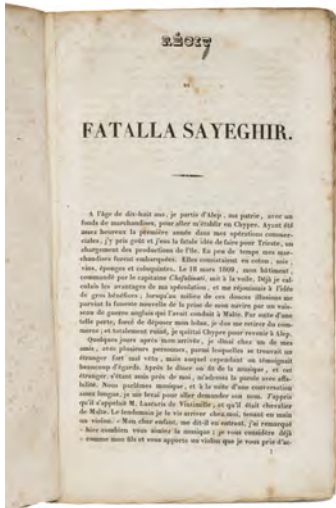 RÉCIT
DE
FATALLA SAYEGHIR.
A l'âge de dix-huit ans, je partis d'Alep, ma patrie, avec un
fonds de marchandises, pour aller m'établir en Chypre. Ayant été
assez heureux la première année dans mes opérations commer-
ciales, j'y pris goût et j'eus la fatale idée de faire pour Trieste, un
chargement des productions de l'île. En peu de temps mes mar-
chandises furent embarquées. Elles consistaient en coton, soie,
vins, éponges et coloquintes. Le 18 mars 1809, mon bâtiment,
commandé par le capitaine Chefalinati, mit à la voile. Déjà je cal-
culais les avantages de ma spéculation, et me réjouissais à l'idée
de gros bénéfices, lorsqu'au milieu de ces douces illusions me
parvint la funeste nouvelle de la prise de mon navire par un vais-
seau de guerre anglais qui l'avait conduit à Malte. Par suite d'une
telle perte, forcé de déposer mon bilan, je dus me retirer du com-
merce; et totalement ruiné, je quittai Chypre pour revenir à Alep.
Quelques jours après mon arrivée, je dînai chez un de mes
amis, avec plusieurs personnes, parmi lesquelles se trouvait un
étranger fort mal vêtu, mais auquel cependant on témoignait
beaucoup d'égards. Après le dîner on fit de la musique, et cet
étranger, s'étant assis près de moi, m'adressa la parole avec affa-
bilité. Nous parlâmes musique, et à la suite d'une conversation
assez longue, je me levai pour aller demander son nom. J'appris
qu'il s'appelait M. Lascaris de Vintimille, et qu'il était chevalier
de Malte. Le lendemain je le vis arriver chez moi, tenant en main
un violon. « Mon cher enfant, me dit-il en entrant, j'ai remarqué
» hier combien vous aimiez la musique; je vous considère déjà
» comme mon fils et vous apporte un violon que je vous prie d'ac-
1